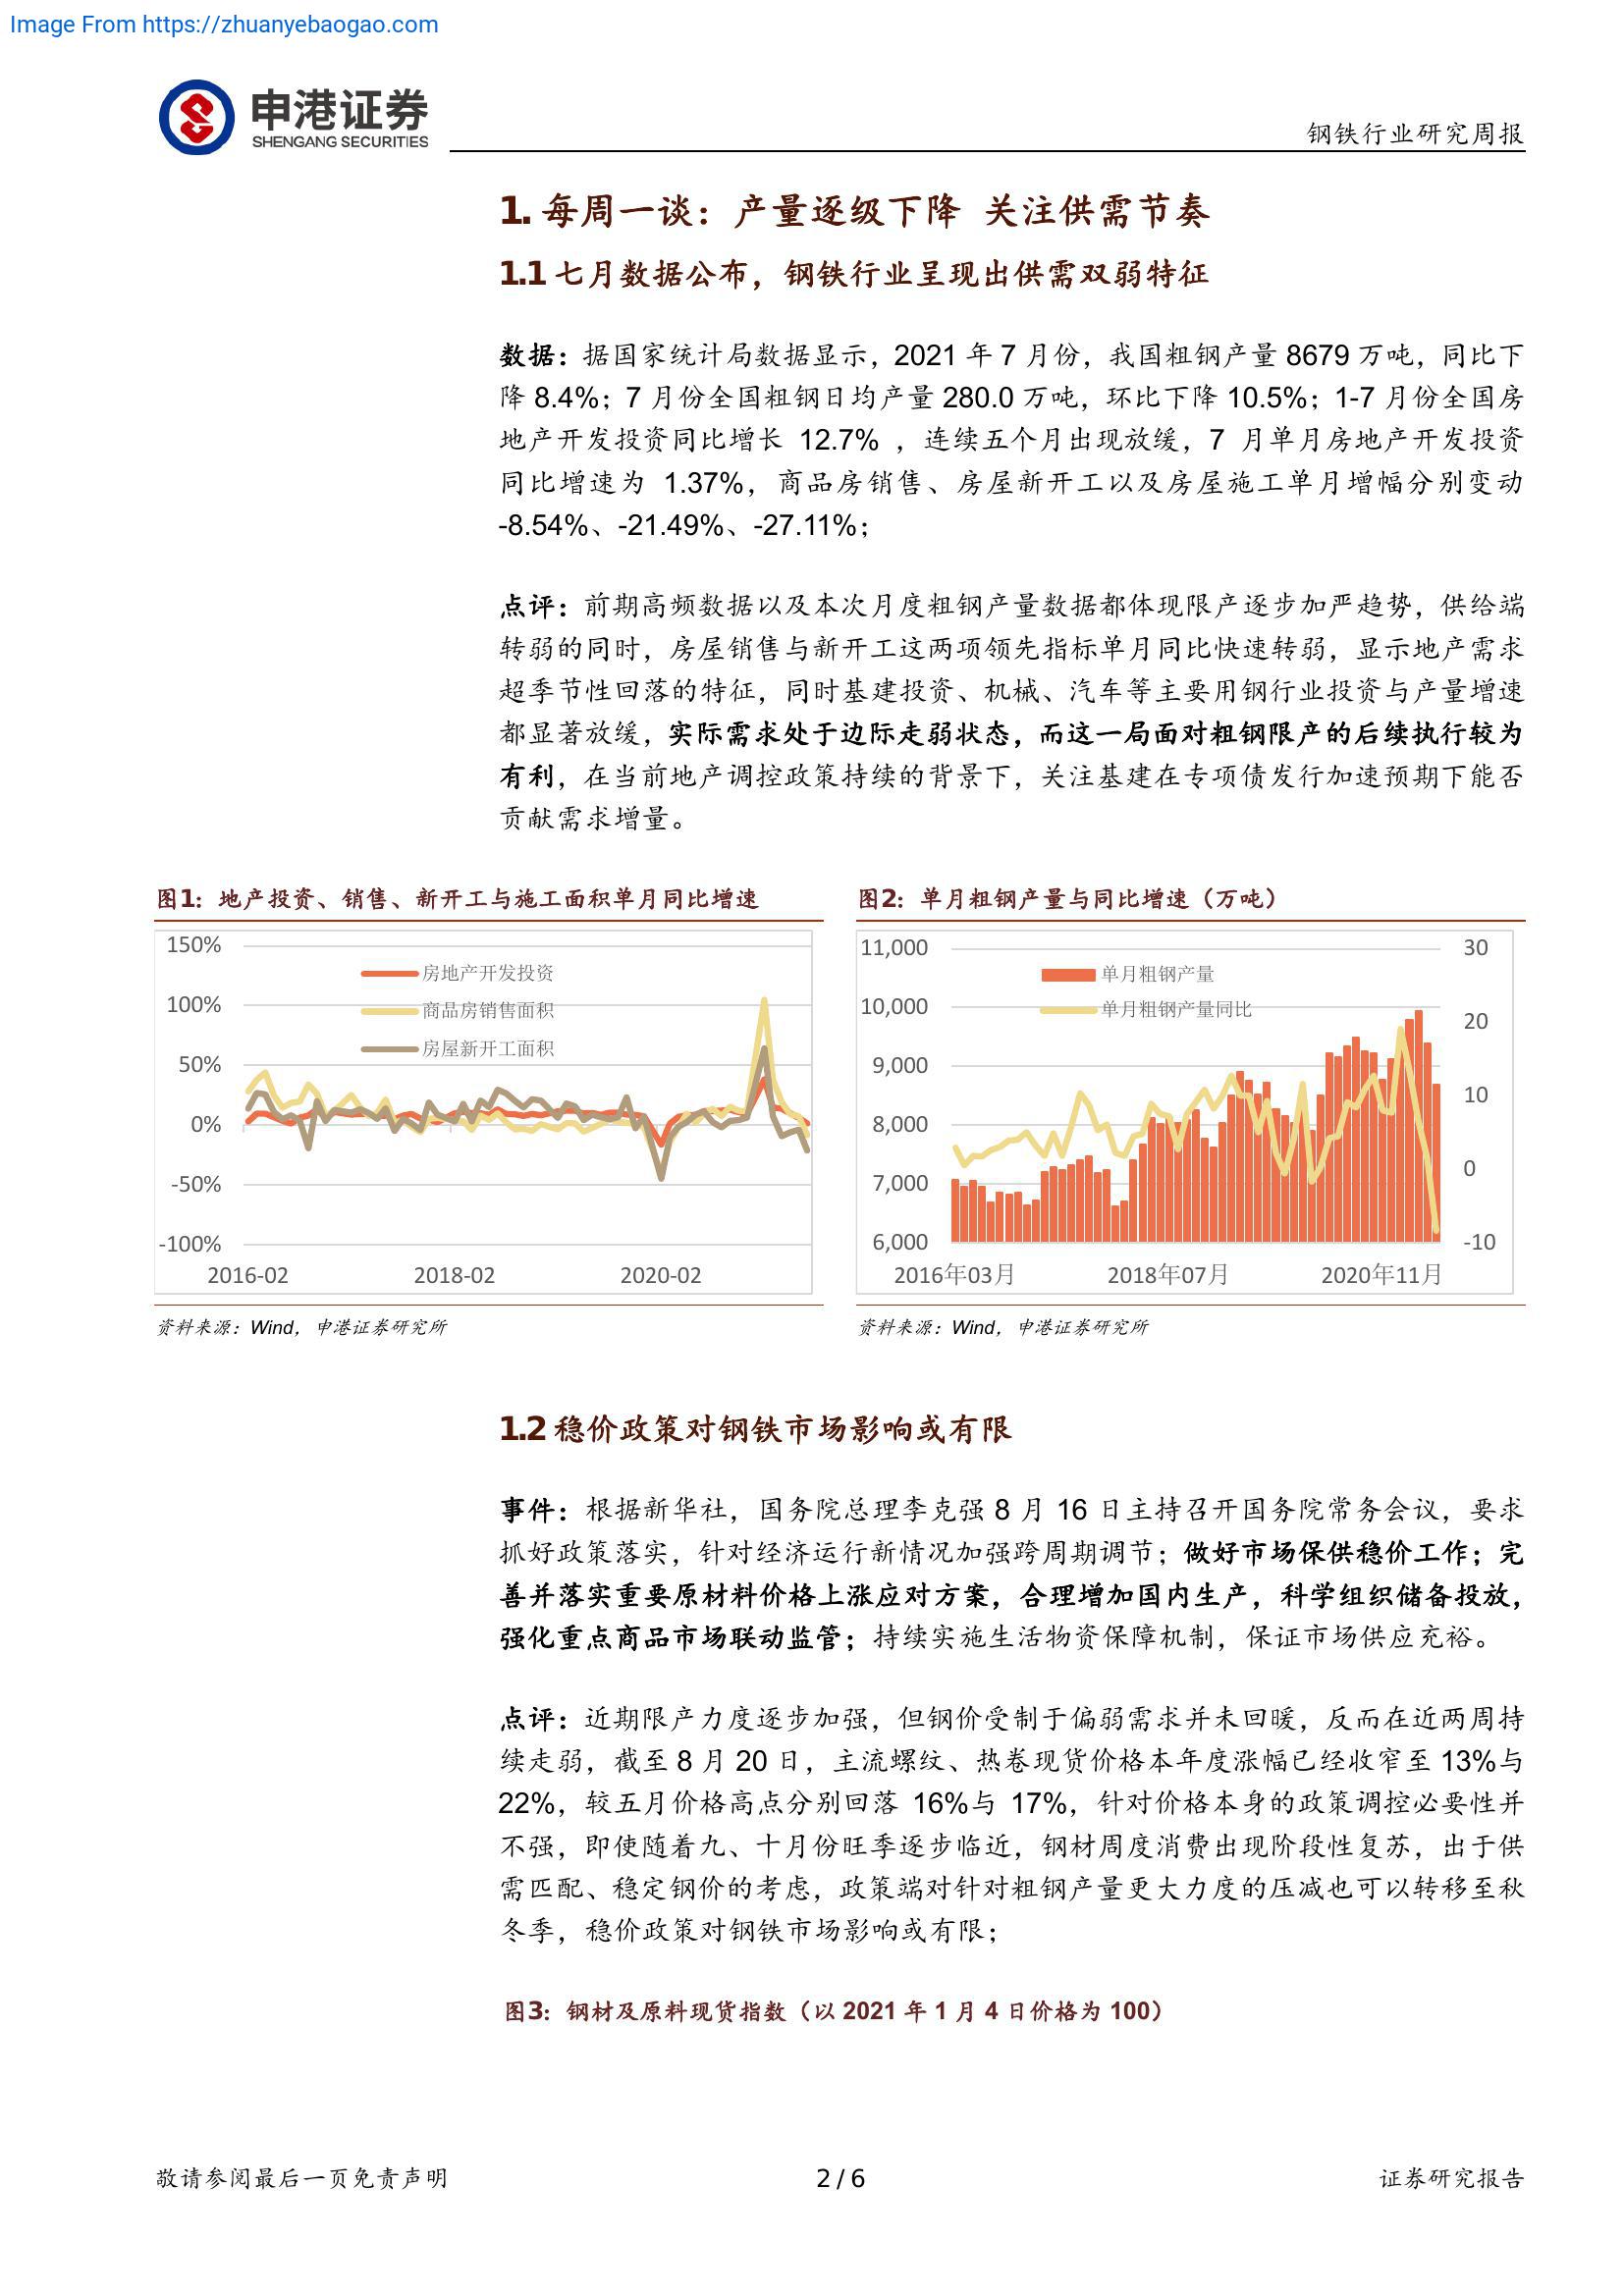 Image From https://zhuanyebaogao.com
申港证券
SHENGANG SECURITIES
钢铁行业研究周报
1. 每周一谈：产量逐级下降 关注供需节奏
1.1 七月数据公布，钢铁行业呈现出供需双弱特征
数据：据国家统计局数据显示，2021 年 7 月份，我国粗钢产量 8679 万吨，同比下
降 8.4%；7 月份全国粗钢日均产量 280.0 万吨，环比下降 10.5%；1-7 月份全国房
地产开发投资同比增长 12.7% ，连续五个月出现放缓，7 月单月房地产开发投资
同比增速为 1.37%，商品房销售、房屋新开工以及房屋施工单月增幅分别变动
-8.54%、-21.49%、-27.11%；
点评：前期高频数据以及本次月度粗钢产量数据都体现限产逐步加严趋势，供给端
转弱的同时，房屋销售与新开工这两项领先指标单月同比快速转弱，显示地产需求
超季节性回落的特征，同时基建投资、机械、汽车等主要用钢行业投资与产量增速
都显著放缓，实际需求处于边际走弱状态，而这一局面对粗钢限产的后续执行较为
有利，在当前地产调控政策持续的背景下，关注基建在专项债发行加速预期下能否
贡献需求增量。
图1：地产投资、销售、新开工与施工面积单月同比增速
150%
100%
50%
0%
-50%
-100%
房地产开发投资
商品房销售面积
房屋新开工面积
2016-02
2018-02
2020-02
资料来源：Wind，申港证券研究所
图2：单月粗钢产量与同比增速（万吨）
11,000
10,000
9,000
8,000
7,000
6,000
单月粗钢产量
单月粗钢产量同比
30
20
10
0
-10
2016年03月
2018年07月
2020年11月
资料来源：Wind，申港证券研究所
1.2 稳价政策对钢铁市场影响或有限
事件：根据新华社，国务院总理李克强 8 月 16 日主持召开国务院常务会议，要求
抓好政策落实，针对经济运行新情况加强跨周期调节；做好市场保供稳价工作；完
善并落实重要原材料价格上涨应对方案，合理增加国内生产，科学组织储备投放，
强化重点商品市场联动监管；持续实施生活物资保障机制，保证市场供应充裕。
点评：近期限产力度逐步加强，但钢价受制于偏弱需求并未回暖，反而在近两周持
续走弱，截至 8 月 20 日，主流螺纹、热卷现货价格本年度涨幅已经收窄至 13%与
22%，较五月价格高点分别回落 16%与 17%，针对价格本身的政策调控必要性并
不强，即使随着九、十月份旺季逐步临近，钢材周度消费出现阶段性复苏，出于供
需匹配、稳定钢价的考虑，政策端对针对粗钢产量更大力度的压减也可以转移至秋
冬季，稳价政策对钢铁市场影响或有限；
图3：钢材及原料现货指数（以 2021 年 1 月 4 日价格为 100）
敬请参阅最后一页免责声明
2 / 6
证券研究报告